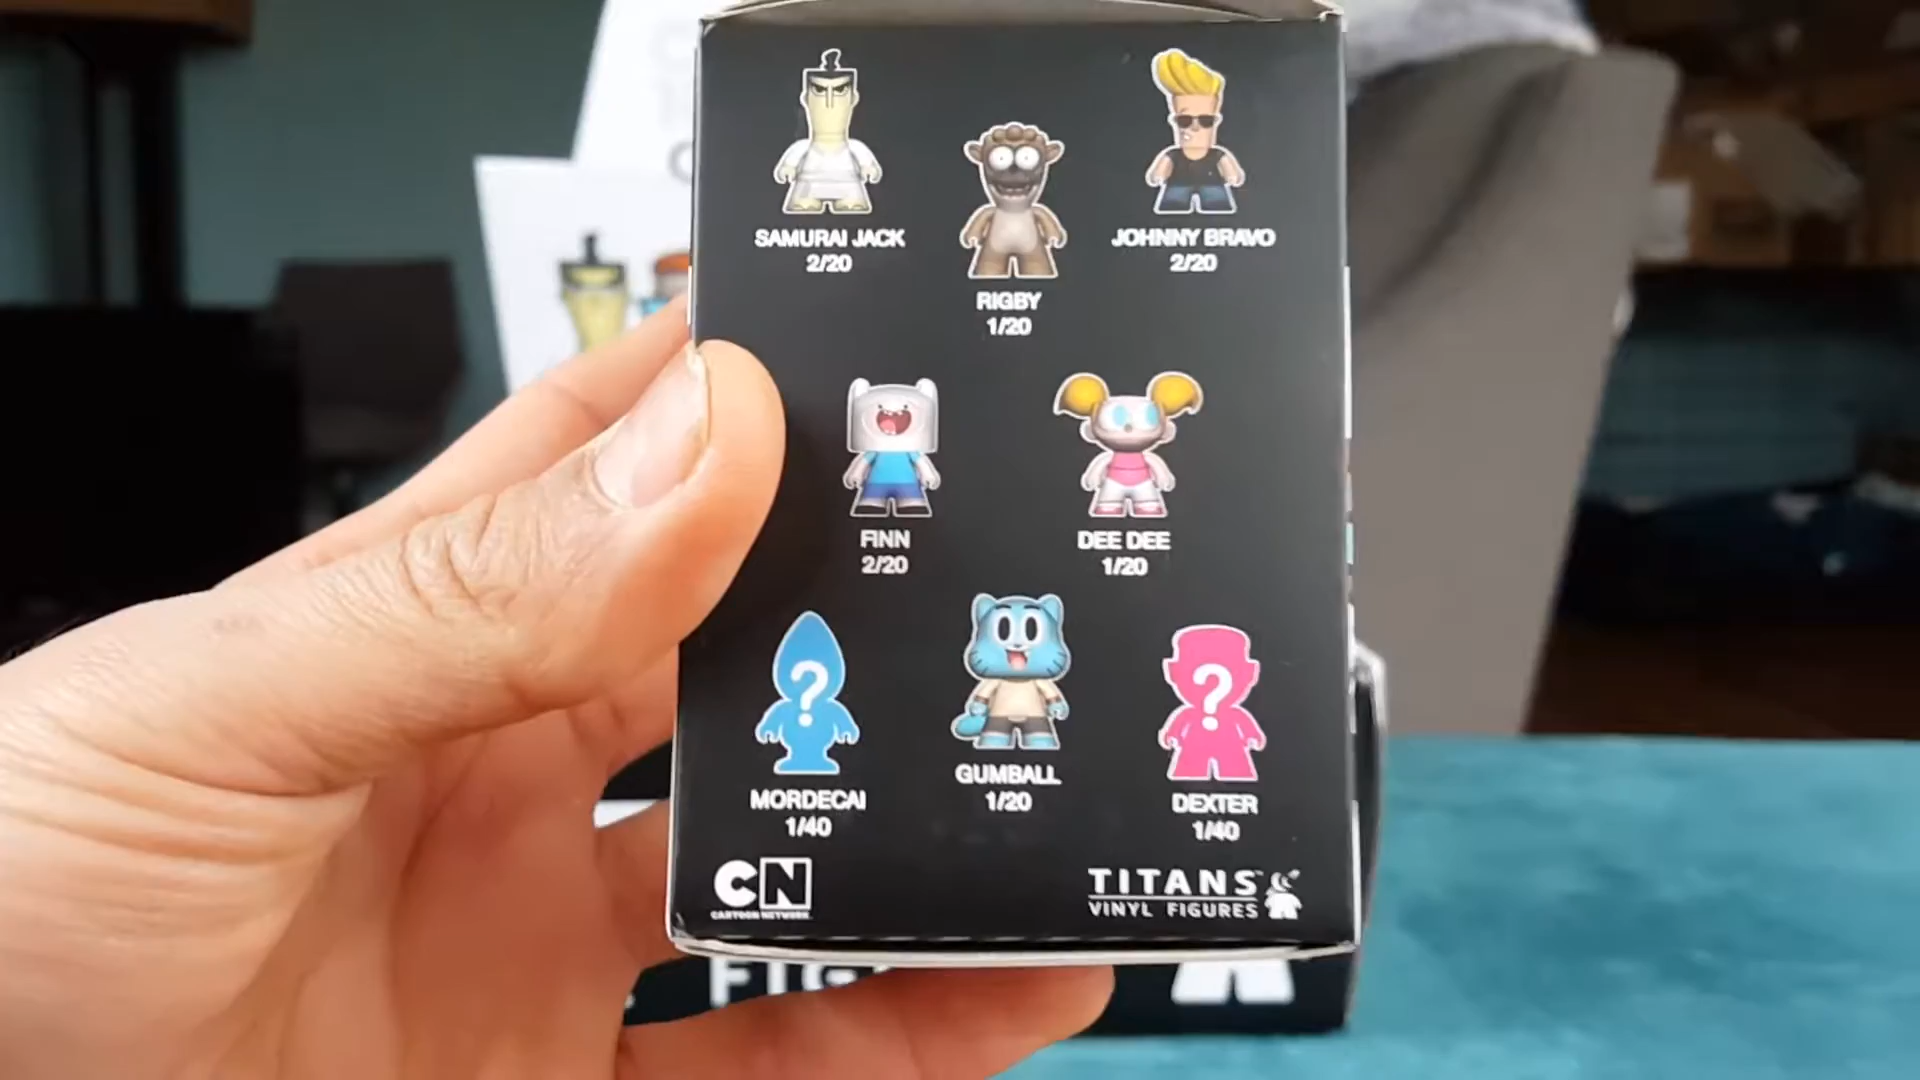 SAMURAI JACK
2/20
RIGBY
1/20
JOHNNY BRAVO
2/20
FINN
2/20
DEE DEE
1/20
?
MORDECAI
1/40
GUMBALL
1/20
?
DEXTER
1/40
CN
CARTOON NETWORK
TITANS™
VINYL FIGURES